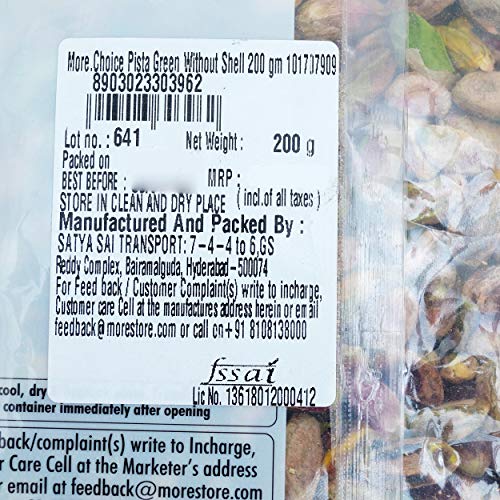 More.Choice Pista Green Without Shell 200 gm 101707909
8903023303962
Lot no. : 641 Net Weight: 200 g
Packed on
BEST BEFORE : MRP :
STORE IN CLEAN AND DRY PLACE (incl.of all taxes)
Manufactured And Packed By :
SATYA SAI TRANSPORT: 7-4-4 to 6,GS
Reddy Complex, Bairamalguda, Hyderabad-500074
For Feed back / Customer Complaint(s) write to incharge,
Customer care Cell at the manufactures address herein or em ail
feedback@morestore.com or call on+91 8108138000
fssai
Lic No. 13618012000412
cool, dry
container immediately after opening
back/complaint(s) write to Incharge,
r Care Cell at the Marketer's address
r email at feedback@morestore.com